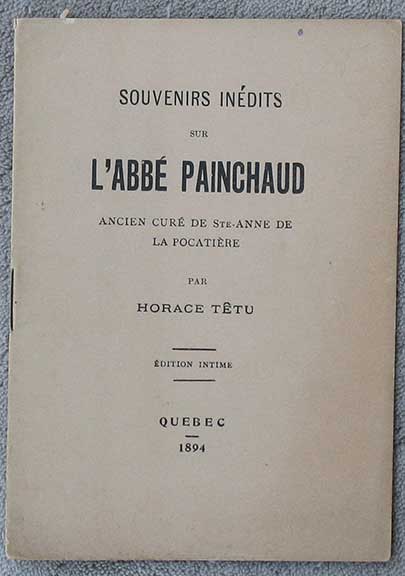 SOUVENIRS INÉDITS
SUR
L'ABBÉ PAINCHAUD
ANCIEN CURÉ DE STE-ANNE DE
LA POCATIÈRE
PAR
HORACE TÊTU
ÉDITION INTIME
QUEBEC
1894